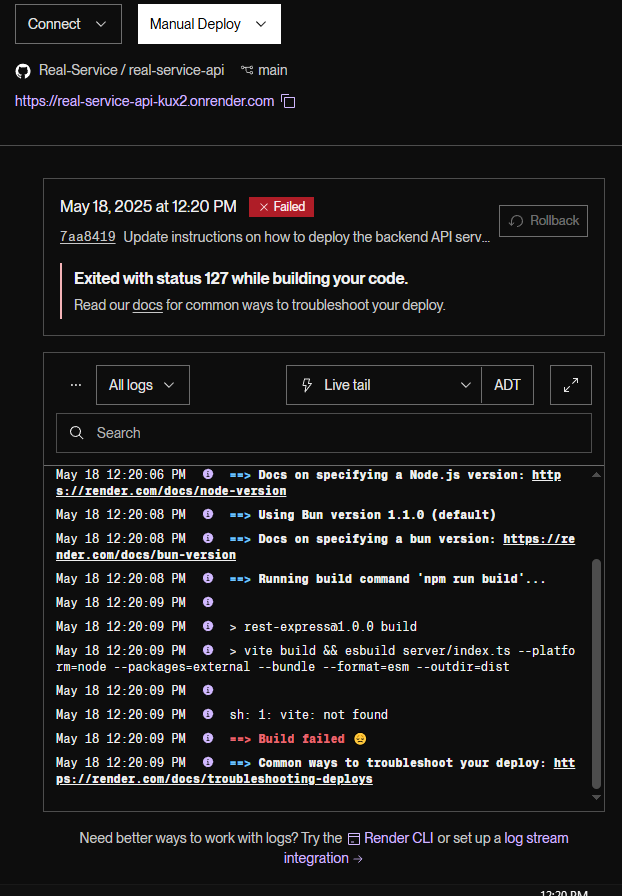 Connect
Manual Deploy
Real-Service / real-service-api main
https://real-service-api-kux2.onrender.com
May 18, 2025 at 12:20 PM Failed
Rollback
7aa8419 Update instructions on how to deploy the backend API serv...
Exited with status 127 while building your code.
Read our docs for common ways to troubleshoot your deploy.
... All logs Live tail ADT
Search
May 18 12:20:06 PM ==> Docs on specifying a Node.js version: http
s://render.com/docs/node-version
May 18 12:20:08 PM ==> Using Bun version 1.1.0 (default)
May 18 12:20:08 PM ==> Docs on specifying a bun version: https://re
nder.com/docs/bun-version
May 18 12:20:08 PM ==> Running build command 'npm run build'...
May 18 12:20:09 PM
May 18 12:20:09 PM > rest-express@1.0.0 build
May 18 12:20:09 PM > vite build && esbuild server/index.ts --platfo
rm=node --packages=external --bundle --format=esm --outdir=dist
May 18 12:20:09 PM
May 18 12:20:09 PM sh: 1: vite: not found
May 18 12:20:09 PM ==> Build failed 😞
May 18 12:20:09 PM ==> Common ways to troubleshoot your deploy: htt
ps://render.com/docs/troubleshooting-deploys
Need better ways to work with logs? Try the Render CLI or set up a log stream
integration →
12:20 PM